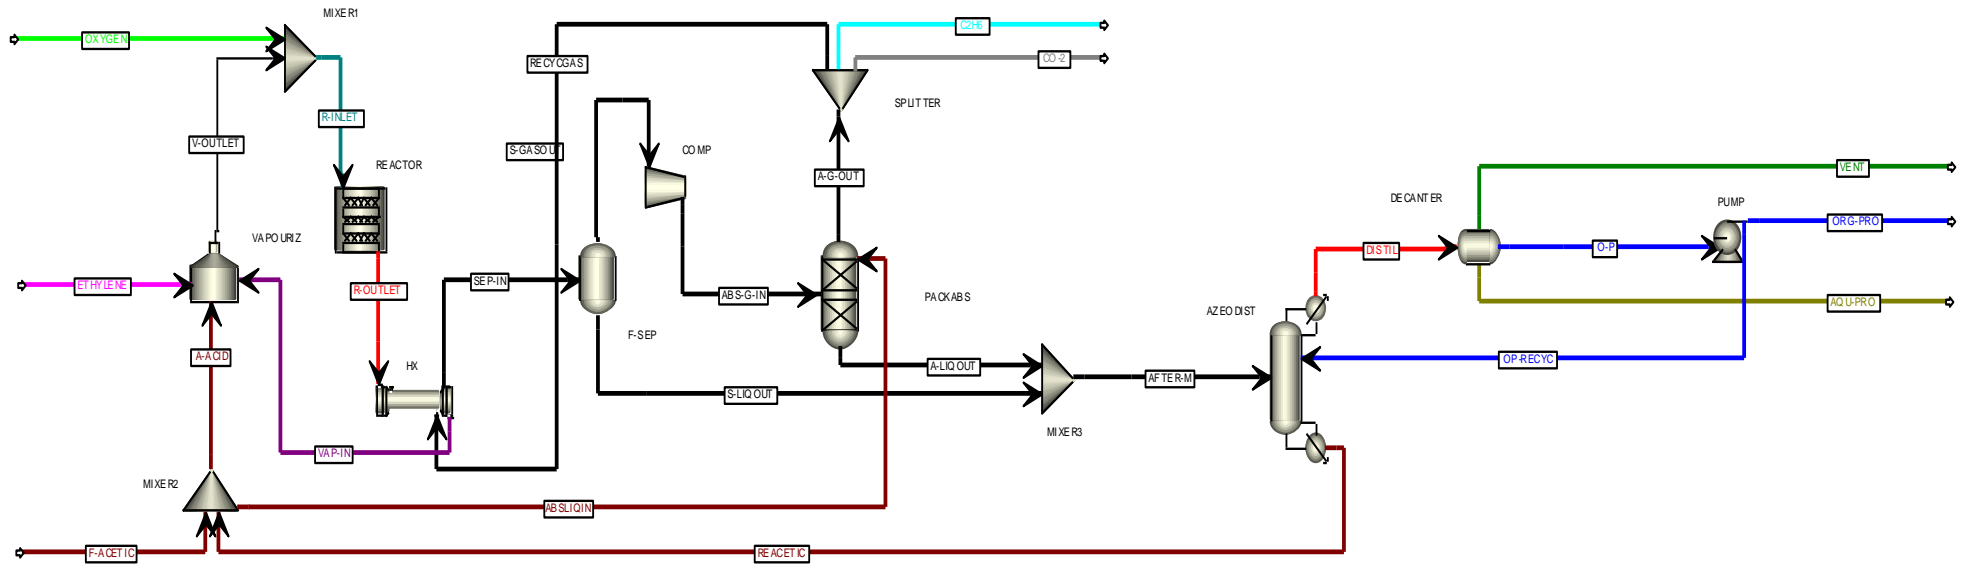 MIXER1
C2H6
OXYGEN
CO-2
RECYCGAS
SPLITTER
R-INLET
V-OUTLET
S-GASOUT
COMP
REACTOR
VENT
A-G-OUT
DECANTER
PUMP
ORG-PRO
VAPOURIZ
O-P
DISTIL
SEP-IN
ETHYLENE
R-OUTLET
ABS-G-IN
PACKABS
AQU-PRO
AZEODIST
F-SEP
A-ACID
OP-RECYC
HX
A-LIQOUT
AFTER-M
S-LIQOUT
MIXER3
VAP-IN
MIXER2
ABSLIQIN
F-ACETIC
REACETIC